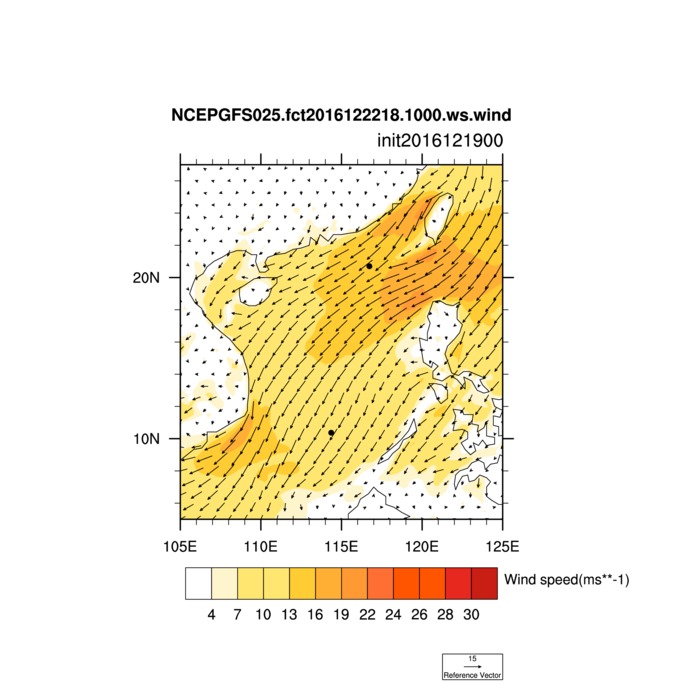 NCEPGFS025.fct2016122218.1000.ws.wind
init2016121900
20N
10N
105E 110E 115E 120E 125E
Wind speed(ms**-1)
4 7 10 13 16 19 22 24 26 28 30
15
Reference Vector